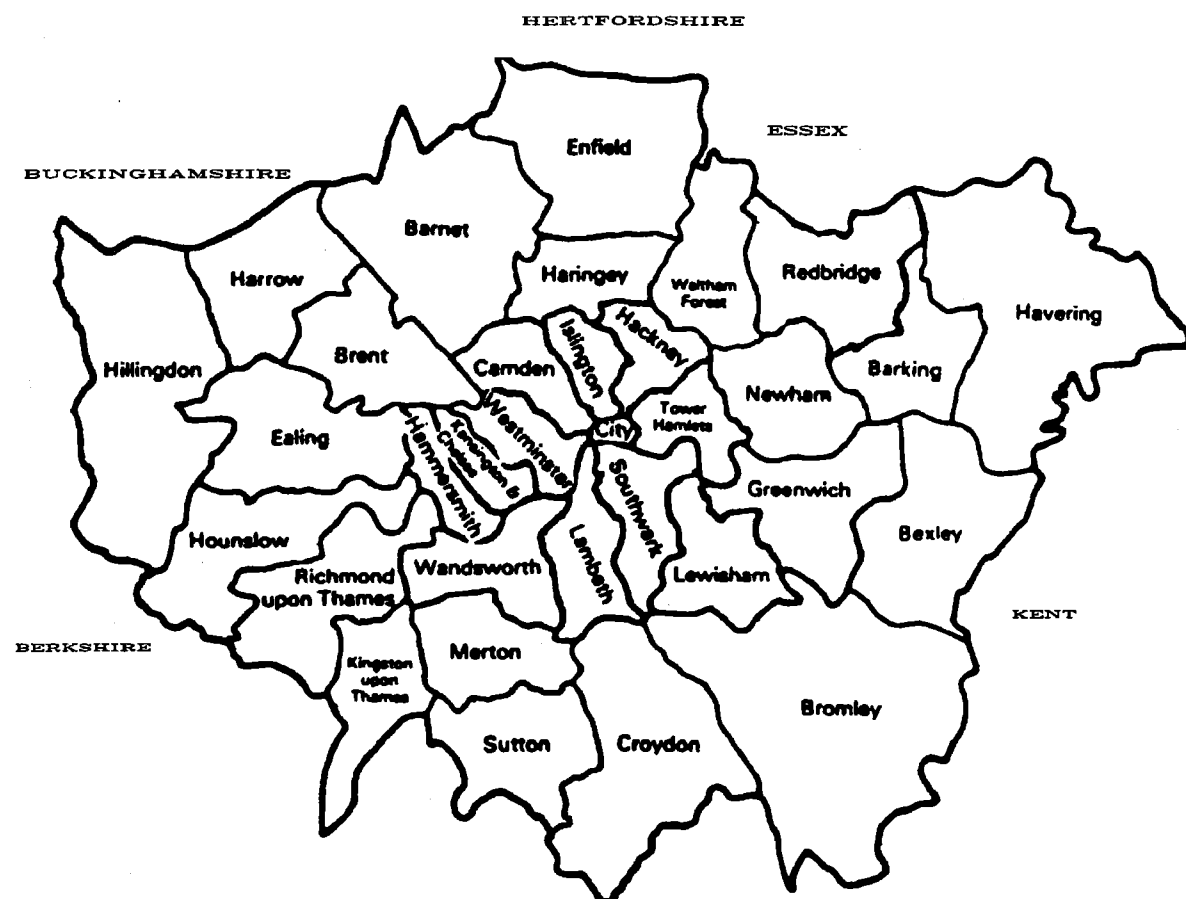 HERTFORDSHIRE
ESSEX
BUCKINGHAMSHIRE
Enfield
Barnet
Harrow
Haringey
Waltham
Forest
Redbridge
Havering
Hillingdon
Brent
Camden
Islington
Hackney
Newham
Barking
Ealing
Hammersmith
Kensington &
Chelsea
Westminster
City
Tower
Hamlets
Greenwich
Bexley
Hounslow
Richmond
upon Thames
Wandsworth
Lambeth
Southwark
Lewisham
KENT
BERKSHIRE
Kingston
upon
Thames
Merton
Sutton
Croydon
Bromley